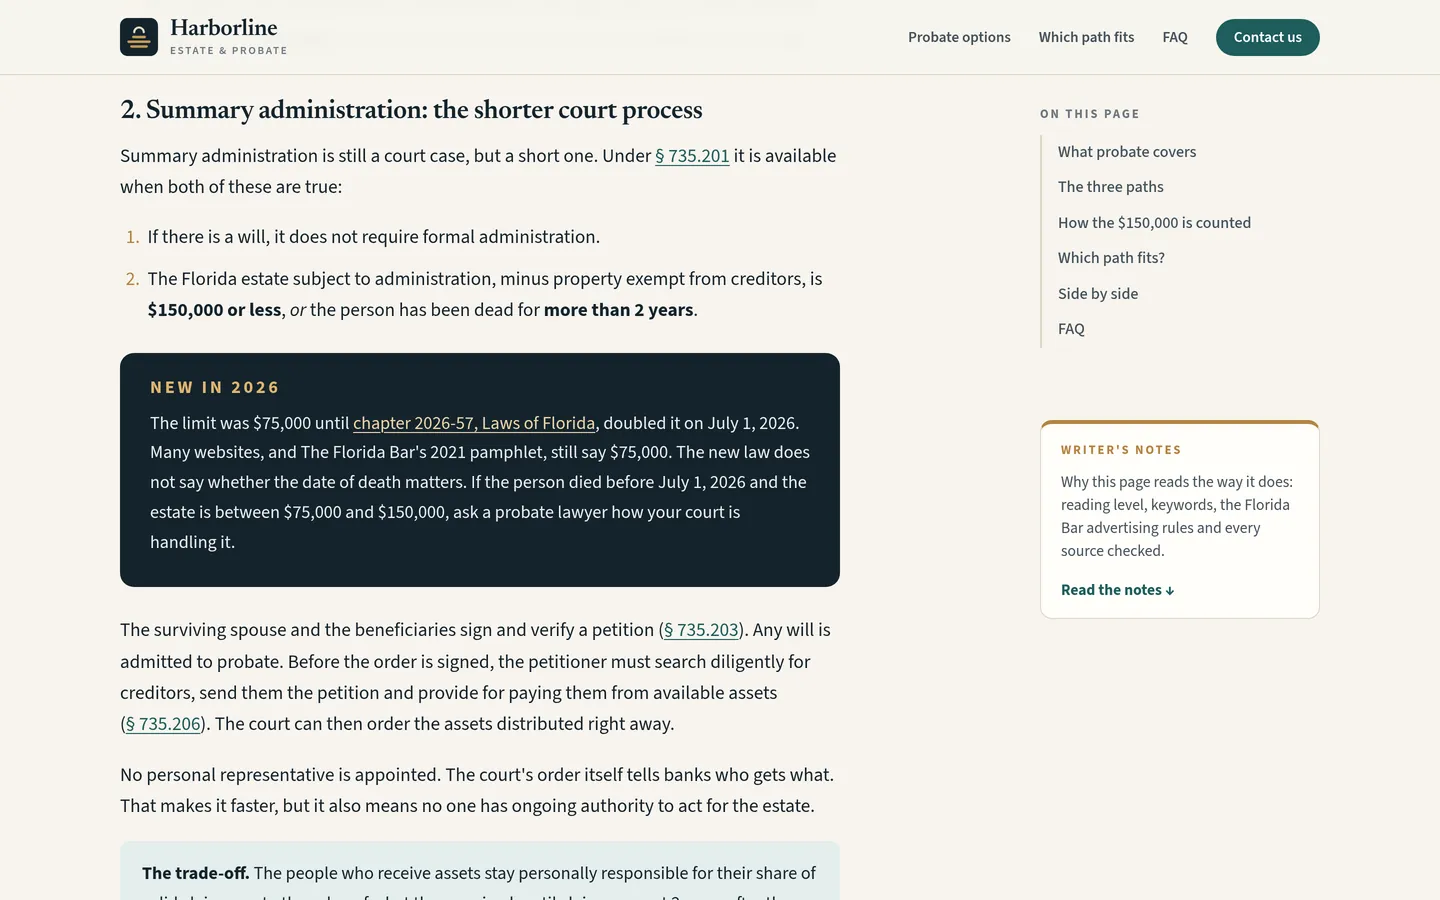 Harborline
ESTATE & PROBATE
Probate options
Which path fits
FAQ
Contact us
2. Summary administration: the shorter court process
Summary administration is still a court case, but a short one. Under § 735.201 it is available
when both of these are true:
1. If there is a will, it does not require formal administration.
2. The Florida estate subject to administration, minus property exempt from creditors, is
$150,000 or less, or the person has been dead for more than 2 years.
NEW IN 2026
The limit was $75,000 until chapter 2026-57, Laws of Florida, doubled it on July 1, 2026.
Many websites, and The Florida Bar's 2021 pamphlet, still say $75,000. The new law does
not say whether the date of death matters. If the person died before July 1, 2026 and the
estate is between $75,000 and $150,000, ask a probate lawyer how your court is
handling it.
The surviving spouse and the beneficiaries sign and verify a petition (§ 735.203). Any will is
admitted to probate. Before the order is signed, the petitioner must search diligently for
creditors, send them the petition and provide for paying them from available assets
(§ 735.206). The court can then order the assets distributed right away.
No personal representative is appointed. The court's order itself tells banks who gets what.
That makes it faster, but it also means no one has ongoing authority to act for the estate.
The trade-off. The people who receive assets stay personally responsible for their share of
ON THIS PAGE
What probate covers
The three paths
How the $150,000 is counted
Which path fits?
Side by side
FAQ
WRITER'S NOTES
Why this page reads the way it does:
reading level, keywords, the Florida
Bar advertising rules and every
source checked.
Read the notes ↓